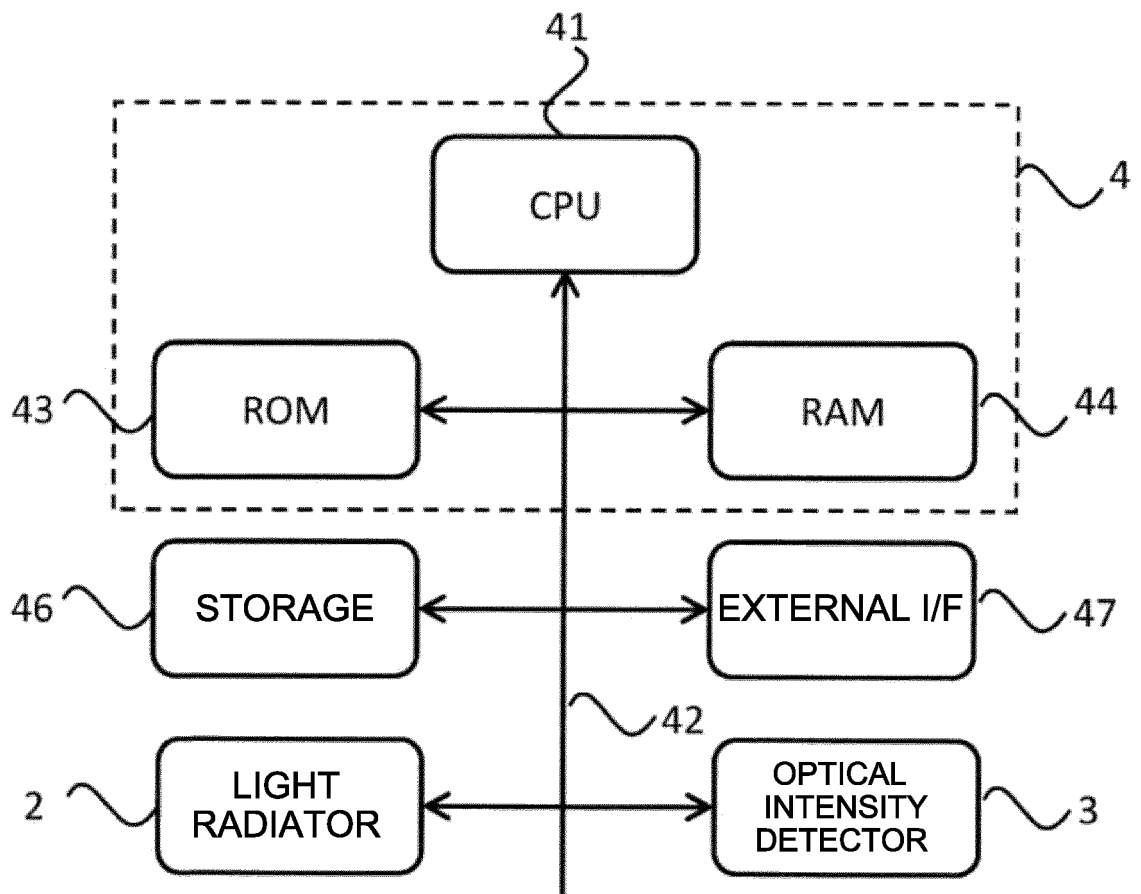 41
CPU
4
43
ROM
RAM
44
46
STORAGE
EXTERNAL I/F
47
42
2
LIGHT
RADIATOR
OPTICAL
INTENSITY
DETECTOR
3